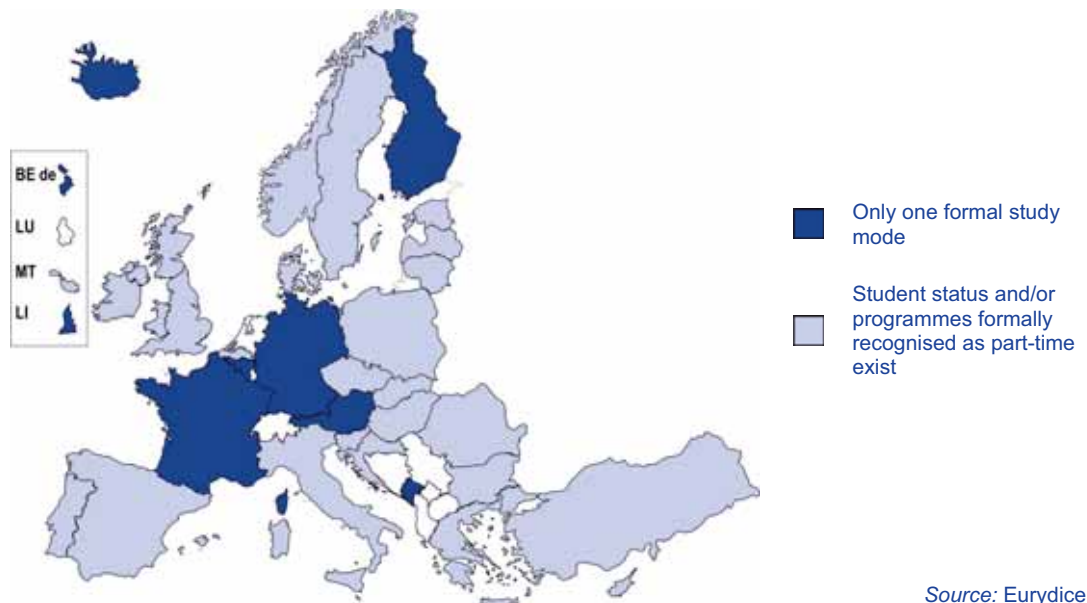 BE de
LU
MT
LI
Only one formal study
mode
Student status and/or
programmes formally
recognised as part-time
exist
Source: Eurydice